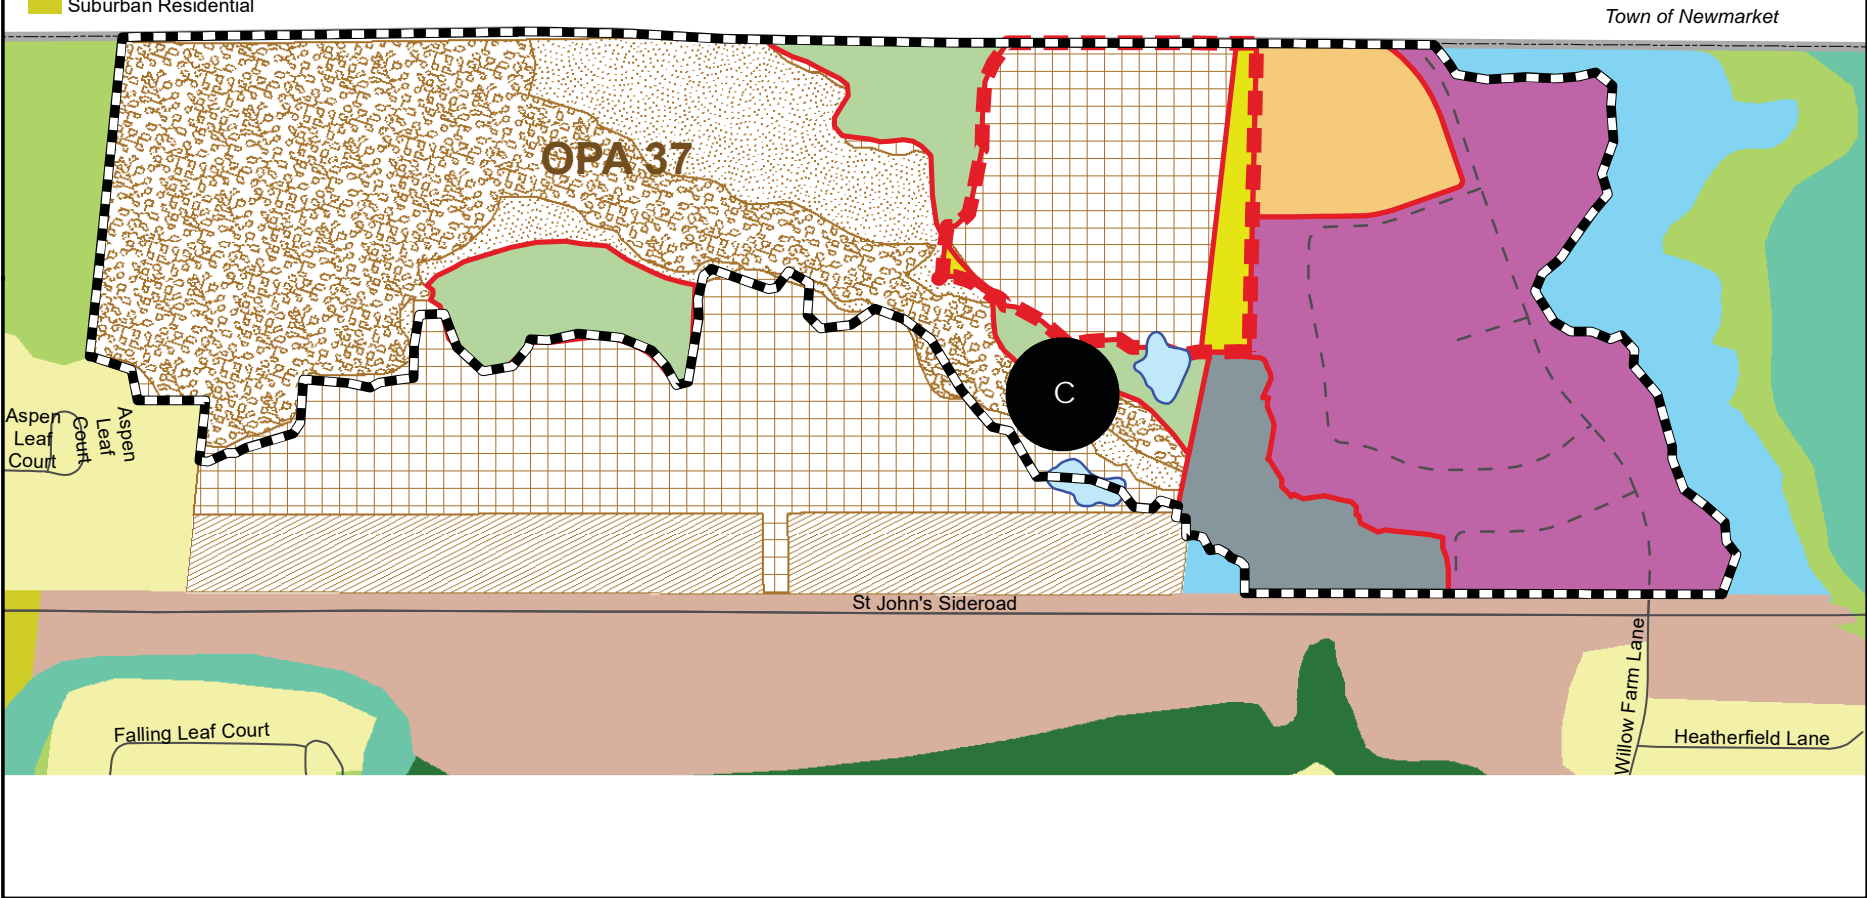 Suburban Residential
Town of Newmarket
OPA 37
C
Aspen
Leaf
Court
Court
Leaf
Aspen
St John's Sideroad
Falling Leaf Court
Willow Farm Lane
Heatherfield Lane